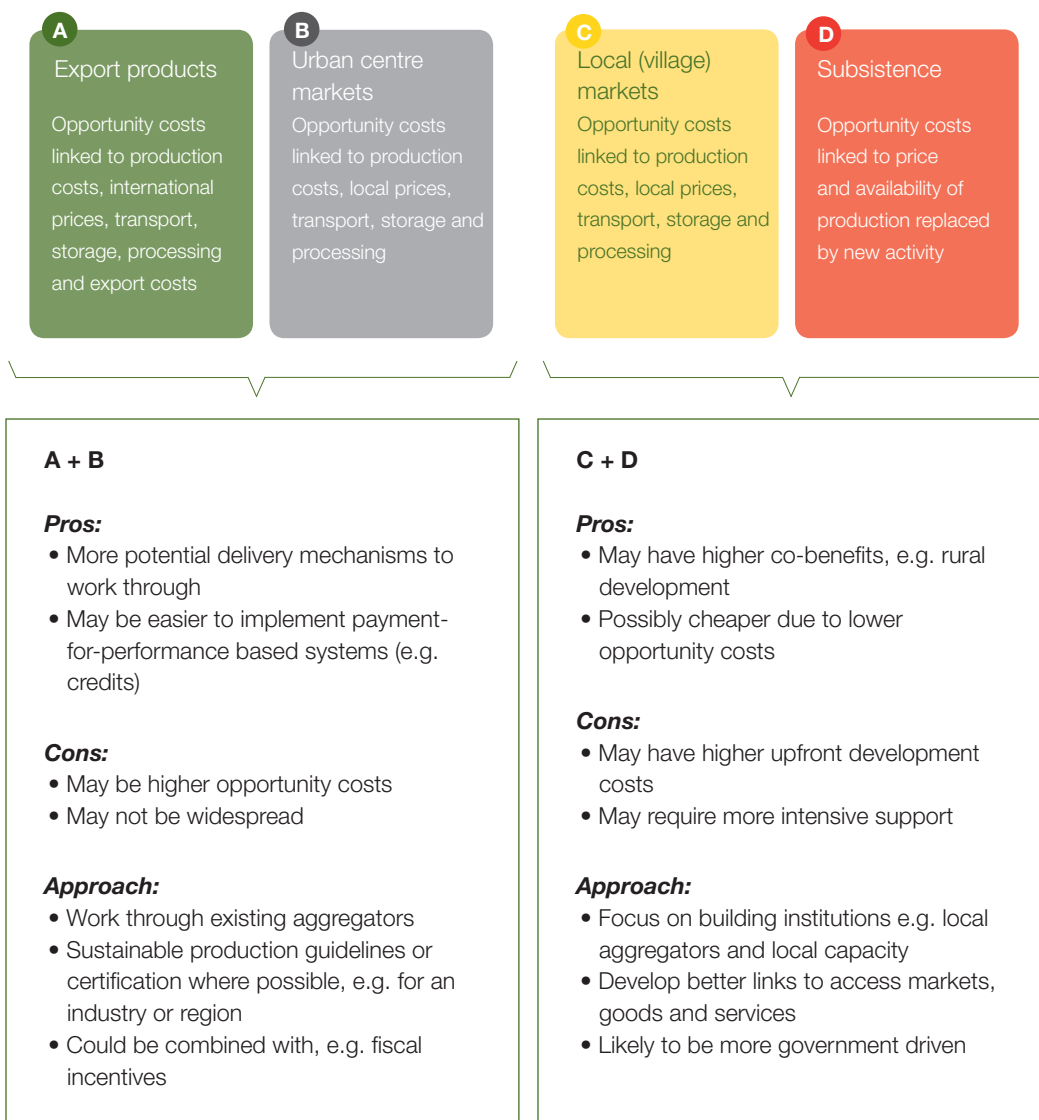 A
Export products
Opportunity costs
linked to production
costs, international
prices, transport,
storage, processing
and export costs
B
Urban centre
markets
Opportunity costs
linked to production
costs, local prices,
transport, storage and
processing
C
Local (village)
markets
Opportunity costs
linked to production
costs, local prices,
transport, storage and
processing
D
Subsistence
Opportunity costs
linked to price
and availability of
production replaced
by new activity
A + B
Pros:
• More potential delivery mechanisms to
work through
• May be easier to implement payment-
for-performance based systems (e.g.
credits)
Cons:
• May be higher opportunity costs
• May not be widespread
Approach:
• Work through existing aggregators
• Sustainable production guidelines or
certification where possible, e.g. for an
industry or region
• Could be combined with, e.g. fiscal
incentives
C + D
Pros:
• May have higher co-benefits, e.g. rural
development
• Possibly cheaper due to lower
opportunity costs
Cons:
• May have higher upfront development
costs
• May require more intensive support
Approach:
• Focus on building institutions e.g. local
aggregators and local capacity
• Develop better links to access markets,
goods and services
• Likely to be more government driven